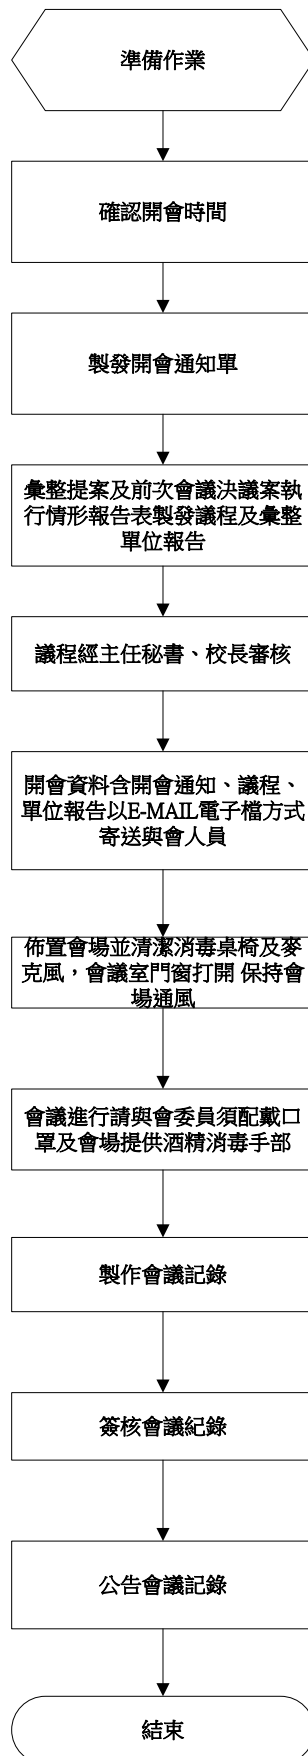 準備作業
確認開會時間
製發開會通知單
彙整提案及前次會議決議案執
行情形報告表製發議程及彙整
單位報告
議程經主任秘書、校長審核
開會資料含開會通知、議程、
單位報告以E-MAIL電子檔方式
寄送與會人員
佈置會場並清潔消毒桌椅及麥
克風，會議室門窗打開 保持會
場通風
會議進行請與會委員須配戴口
罩及會場提供酒精消毒手部
製作會議記錄
簽核會議紀錄
公告會議記錄
結束